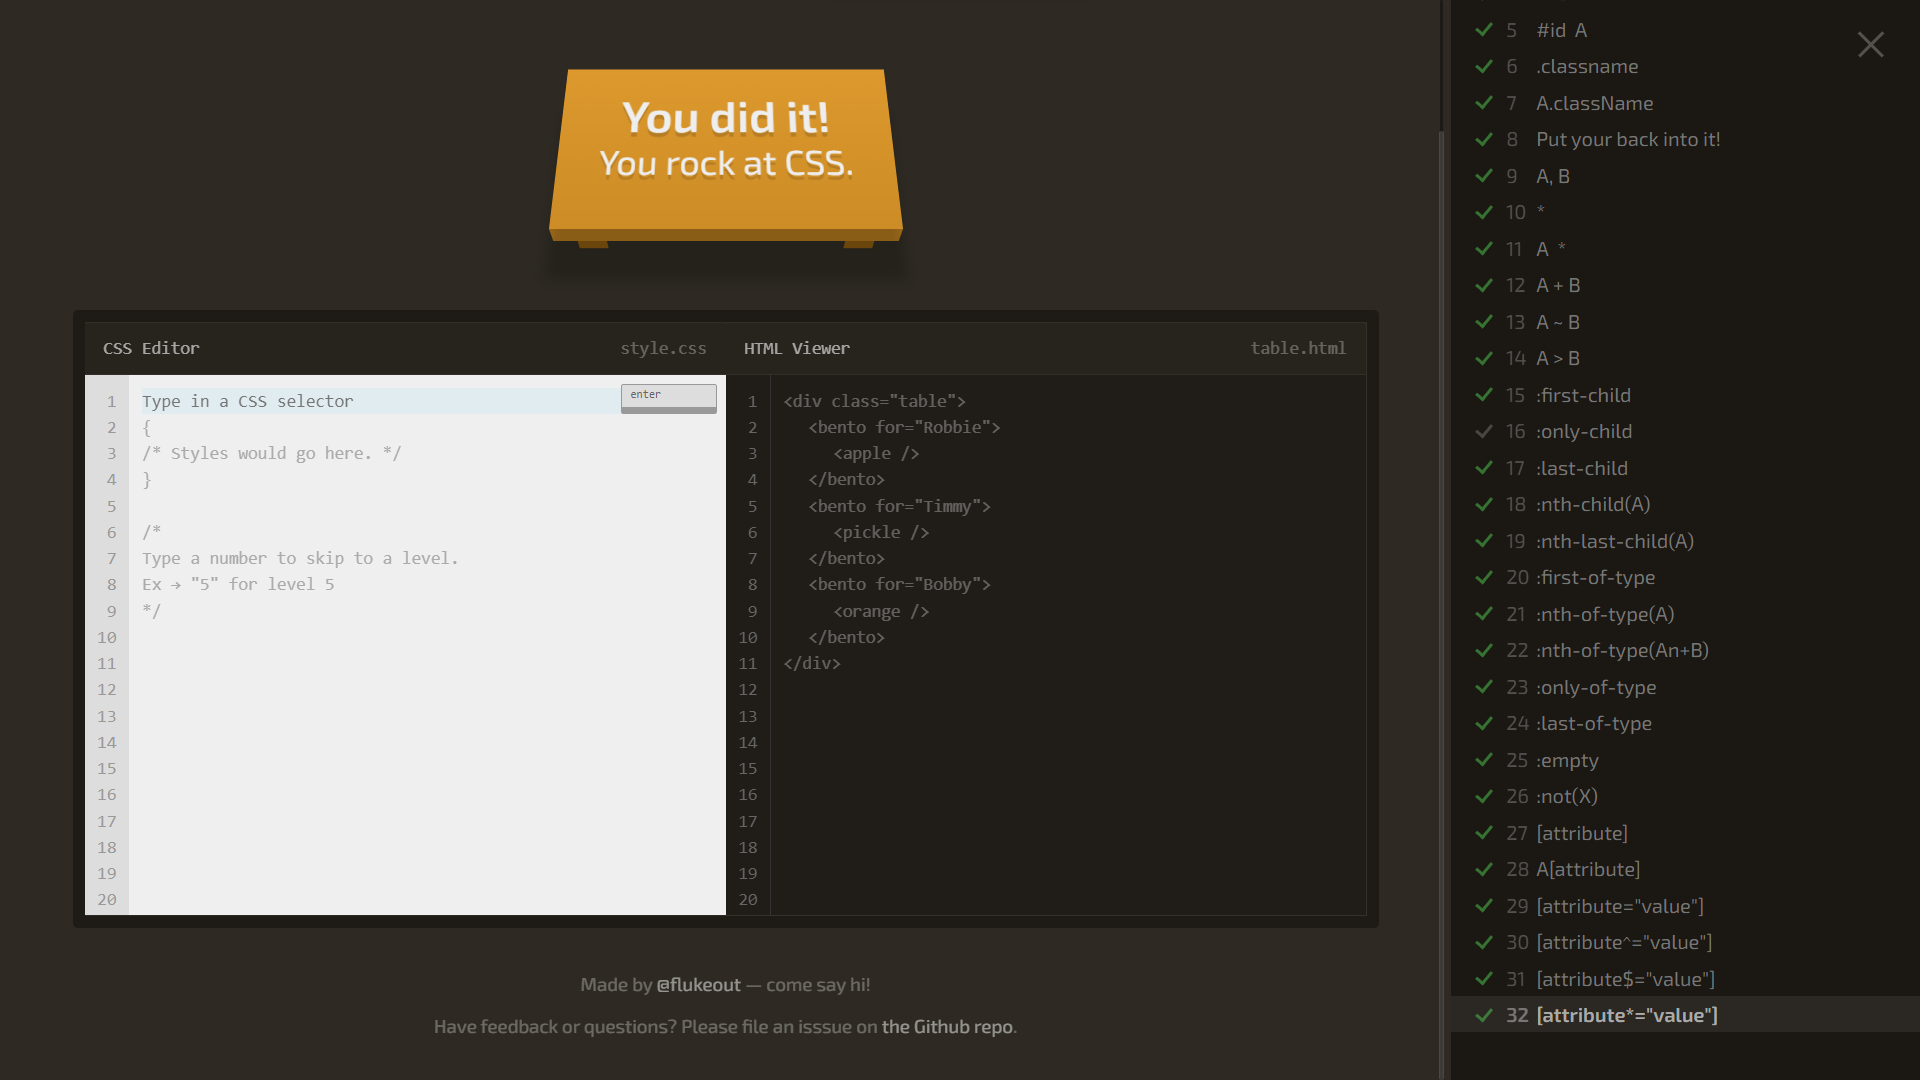 You did it!
You rock at CSS.
CSS Editor style.css
enter
1 Type in a CSS selector
2 {
3 /* Styles would go here. */
4 }
5
6 /*
7 Type a number to skip to a level.
8 Ex → "5" for level 5
9 */
10
11
12
13
14
15
16
17
18
19
20
HTML Viewer table.html
1 <div class="table">
2 <bento for="Robbie">
3 <apple />
4 </bento>
5 <bento for="Timmy">
6 <pickle />
7 </bento>
8 <bento for="Bobby">
9 <orange />
10 </bento>
11 </div>
12
13
14
15
16
17
18
19
20
Made by @flukeout — come say hi!
Have feedback or questions? Please file an isssue on the Github repo.
5 #id A
6 .classname
7 A.className
8 Put your back into it!
9 A, B
10 *
11 A *
12 A + B
13 A ~ B
14 A > B
15 :first-child
16 :only-child
17 :last-child
18 :nth-child(A)
19 :nth-last-child(A)
20 :first-of-type
21 :nth-of-type(A)
22 :nth-of-type(An+B)
23 :only-of-type
24 :last-of-type
25 :empty
26 :not(X)
27 [attribute]
28 A[attribute]
29 [attribute="value"]
30 [attribute^="value"]
31 [attribute$="value"]
32 [attribute*="value"]